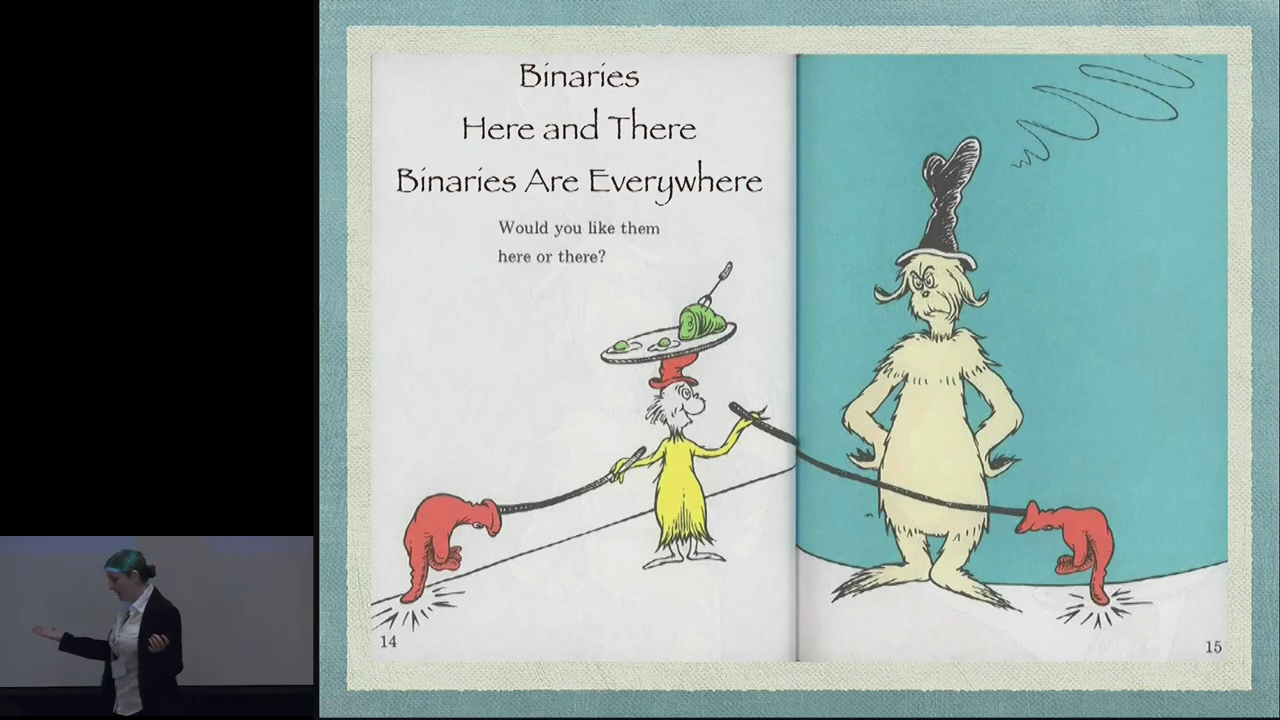 Binaries
Here and There
Binaries Are Everywhere
Would you like them
here or there?
14
15